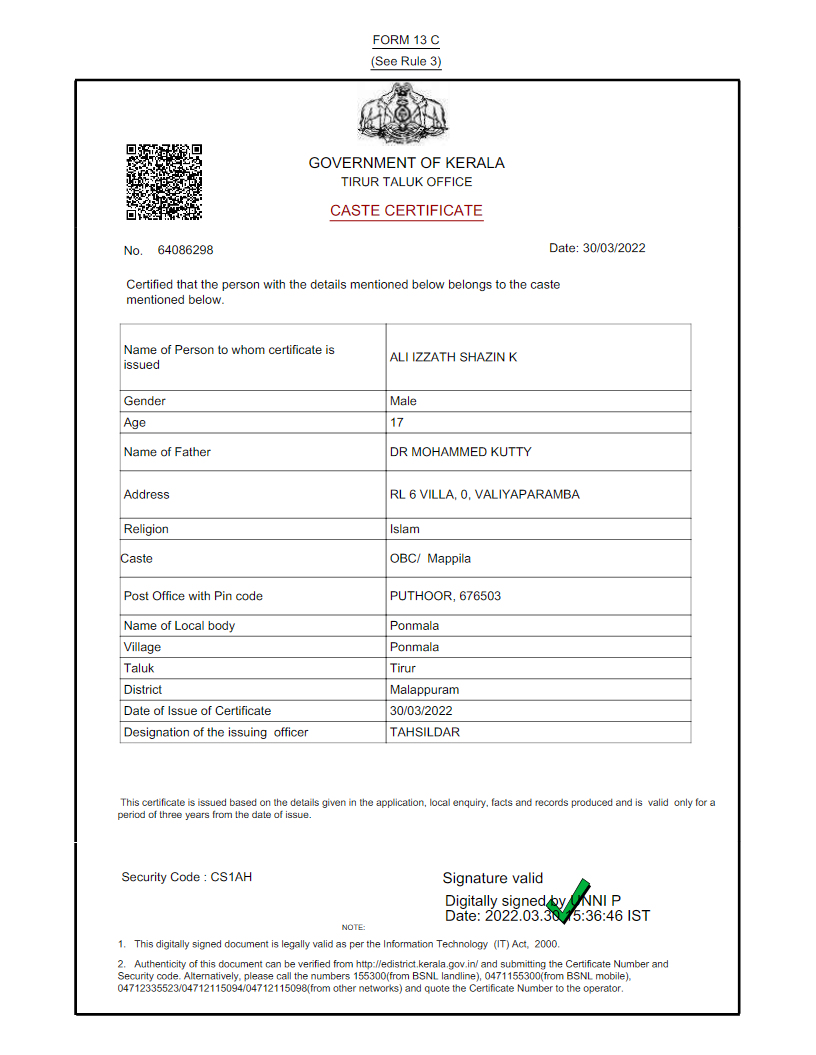 FORM 13 C
(See Rule 3)
GOVERNMENT OF KERALA
TIRUR TALUK OFFICE
CASTE CERTIFICATE
No. 64086298 Date: 30/03/2022
Certified that the person with the details mentioned below belongs to the caste
mentioned below.
Name of Person to whom certificate is
issued ALI IZZATH SHAZIN K
Gender Male
Age 17
Name of Father DR MOHAMMED KUTTY
Address RL 6 VILLA, 0, VALIYAPARAMBA
Religion Islam
Caste OBC/ Mappila
Post Office with Pin code PUTHOOR, 676503
Name of Local body Ponmala
Village Ponmala
Taluk Tirur
District Malappuram
Date of Issue of Certificate 30/03/2022
Designation of the issuing officer TAHSILDAR
This certificate is issued based on the details given in the application, local enquiry, facts and records produced and is valid only for a
period of three years from the date of issue.
Security Code : CS1AH
Signature valid
Digitally signed by UNNI P
Date: 2022.03.30 15:36:46 IST
NOTE:
1. This digitally signed document is legally valid as per the Information Technology (IT) Act, 2000.
2. Authenticity of this document can be verified from http://edistrict.kerala.gov.in/ and submitting the Certificate Number and
Security code. Alternatively, please call the numbers 155300(from BSNL landline), 0471155300(from BSNL mobile),
04712335523/04712115094/04712115098(from other networks) and quote the Certificate Number to the operator.